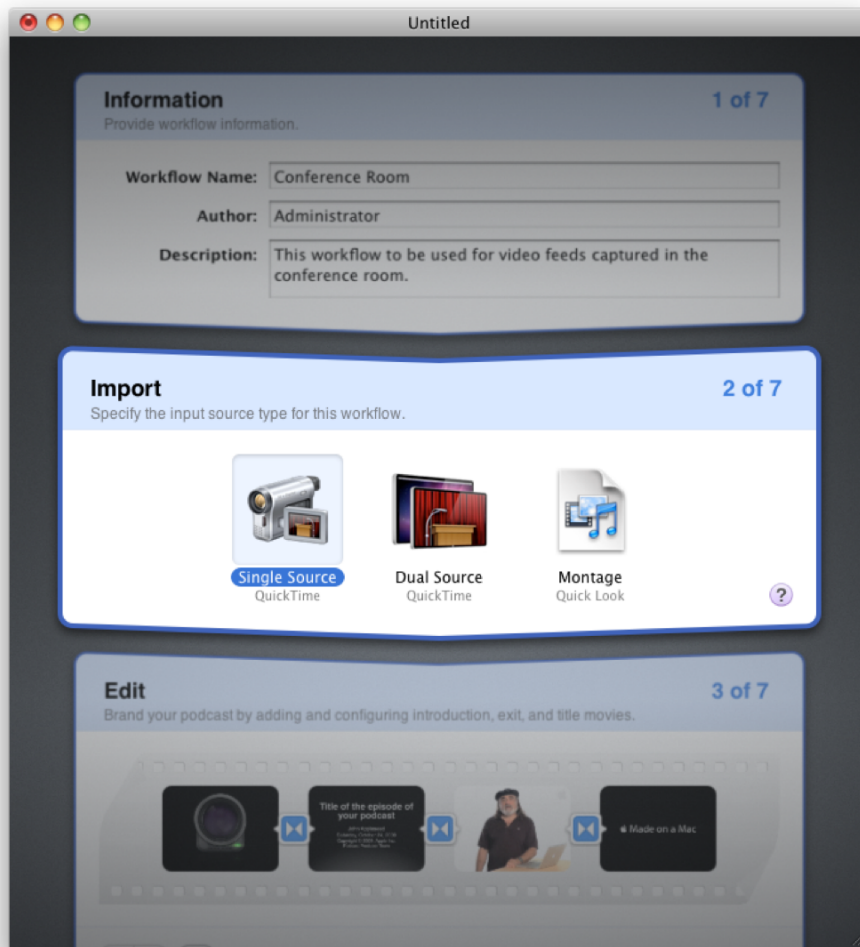 Untitled
Information
1 of 7
Provide workflow information.
Workflow Name: Conference Room
Author: Administrator
Description: This workflow to be used for video feeds captured in the
conference room.
Import
2 of 7
Specify the input source type for this workflow.
Single Source
QuickTime
Dual Source
QuickTime
Montage
Quick Look
?
Edit
3 of 7
Brand your podcast by adding and configuring introduction, exit, and title movies.
Title of the episode of
your podcast
Made on a Mac